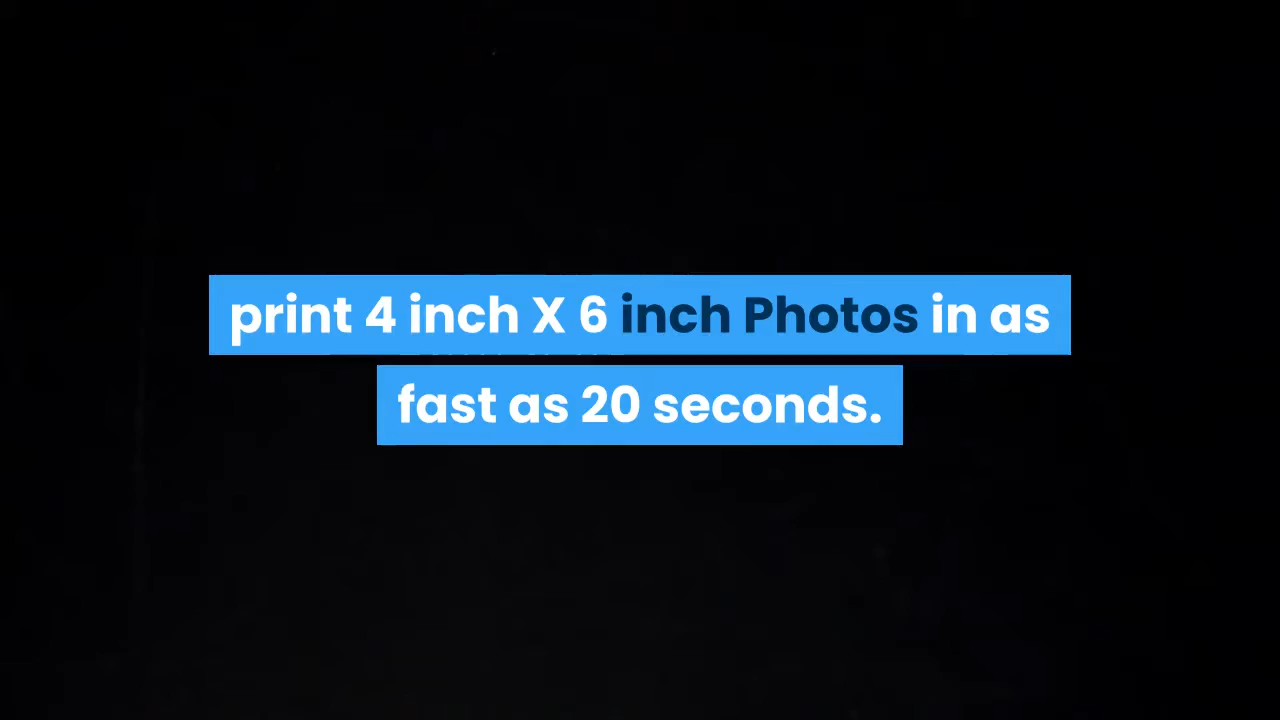 print 4 inch X 6 inch Photos in as
fast as 20 seconds.